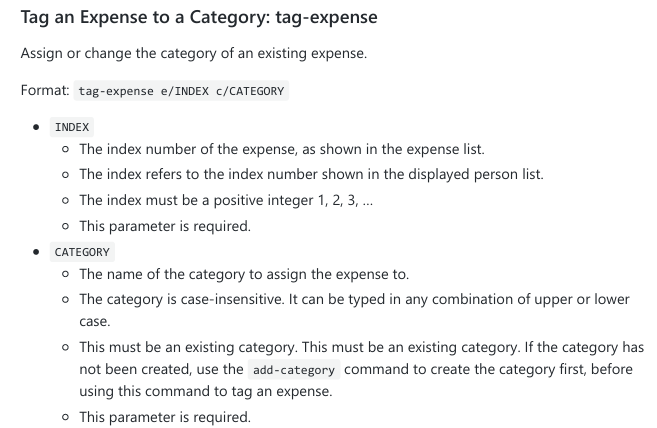 Tag an Expense to a Category: tag-expense
Assign or change the category of an existing expense.
Format: tag-expense e/INDEX c/CATEGORY
• INDEX
◦ The index number of the expense, as shown in the expense list.
◦ The index refers to the index number shown in the displayed person list.
◦ The index must be a positive integer 1, 2, 3, ...
◦ This parameter is required.
• CATEGORY
◦ The name of the category to assign the expense to.
◦ The category is case-insensitive. It can be typed in any combination of upper or lower
case.
◦ This must be an existing category. This must be an existing category. If the category has
not been created, use the add-category command to create the category first, before
using this command to tag an expense.
◦ This parameter is required.